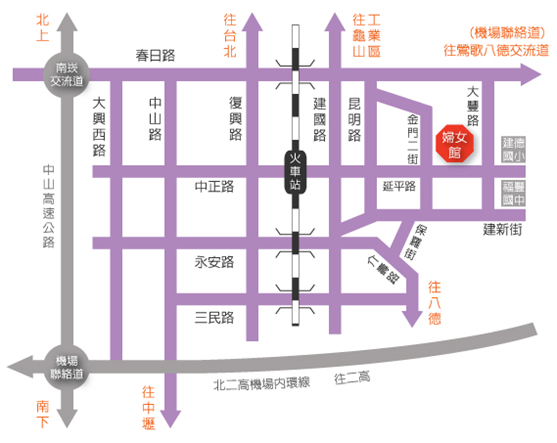 北上
往台北
往龜山
工業區
(機場聯絡道)
往鶯歌八德交流道
春日路
南崁
交流道
大興西路
中山路
復興路
建國路
昆明路
金門二街
大豐路
婦女
館
建德
國小
中山高速公路
火車站
中正路
延平路
福豐
國中
建新街
保羅街
永安路
介壽路
往八德
三民路
機場
聯絡道
北二高機場內環線
往二高
南下
往中壢